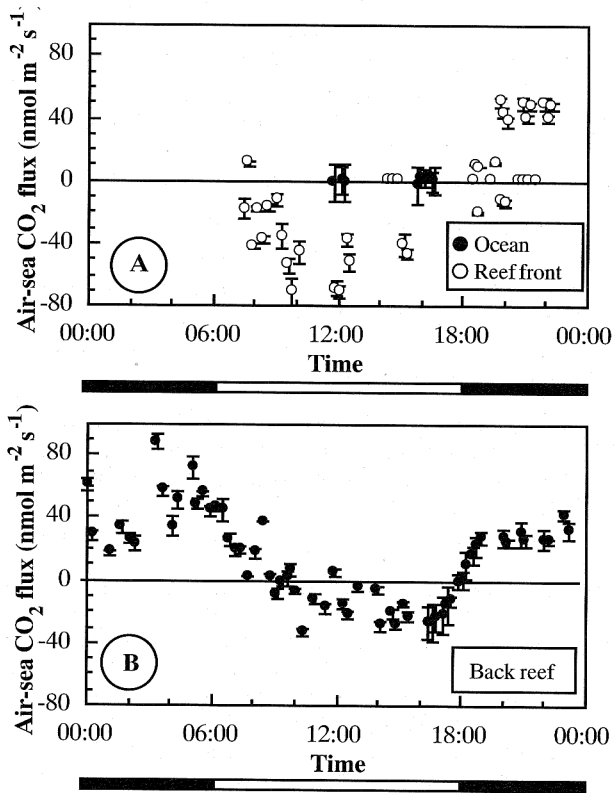 Air-sea CO2 flux (nmol m-2 s-1)
80
40
0
-40
-80
A
Ocean
Reef front
00:00 06:00 12:00 18:00 00:00
Time
Air-sea CO2 flux (nmol m-2 s-1)
80
40
0
-40
-80
B
Back reef
00:00 06:00 12:00 18:00 00:00
Time